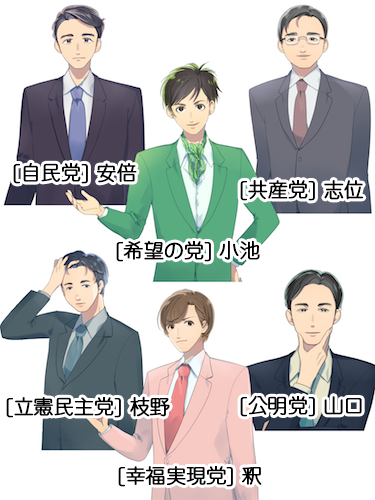 [自民党] 安倍
[共産党] 志位
[希望の党] 小池
[立憲民主党] 枝野
[公明党] 山口
[幸福実現党] 釈